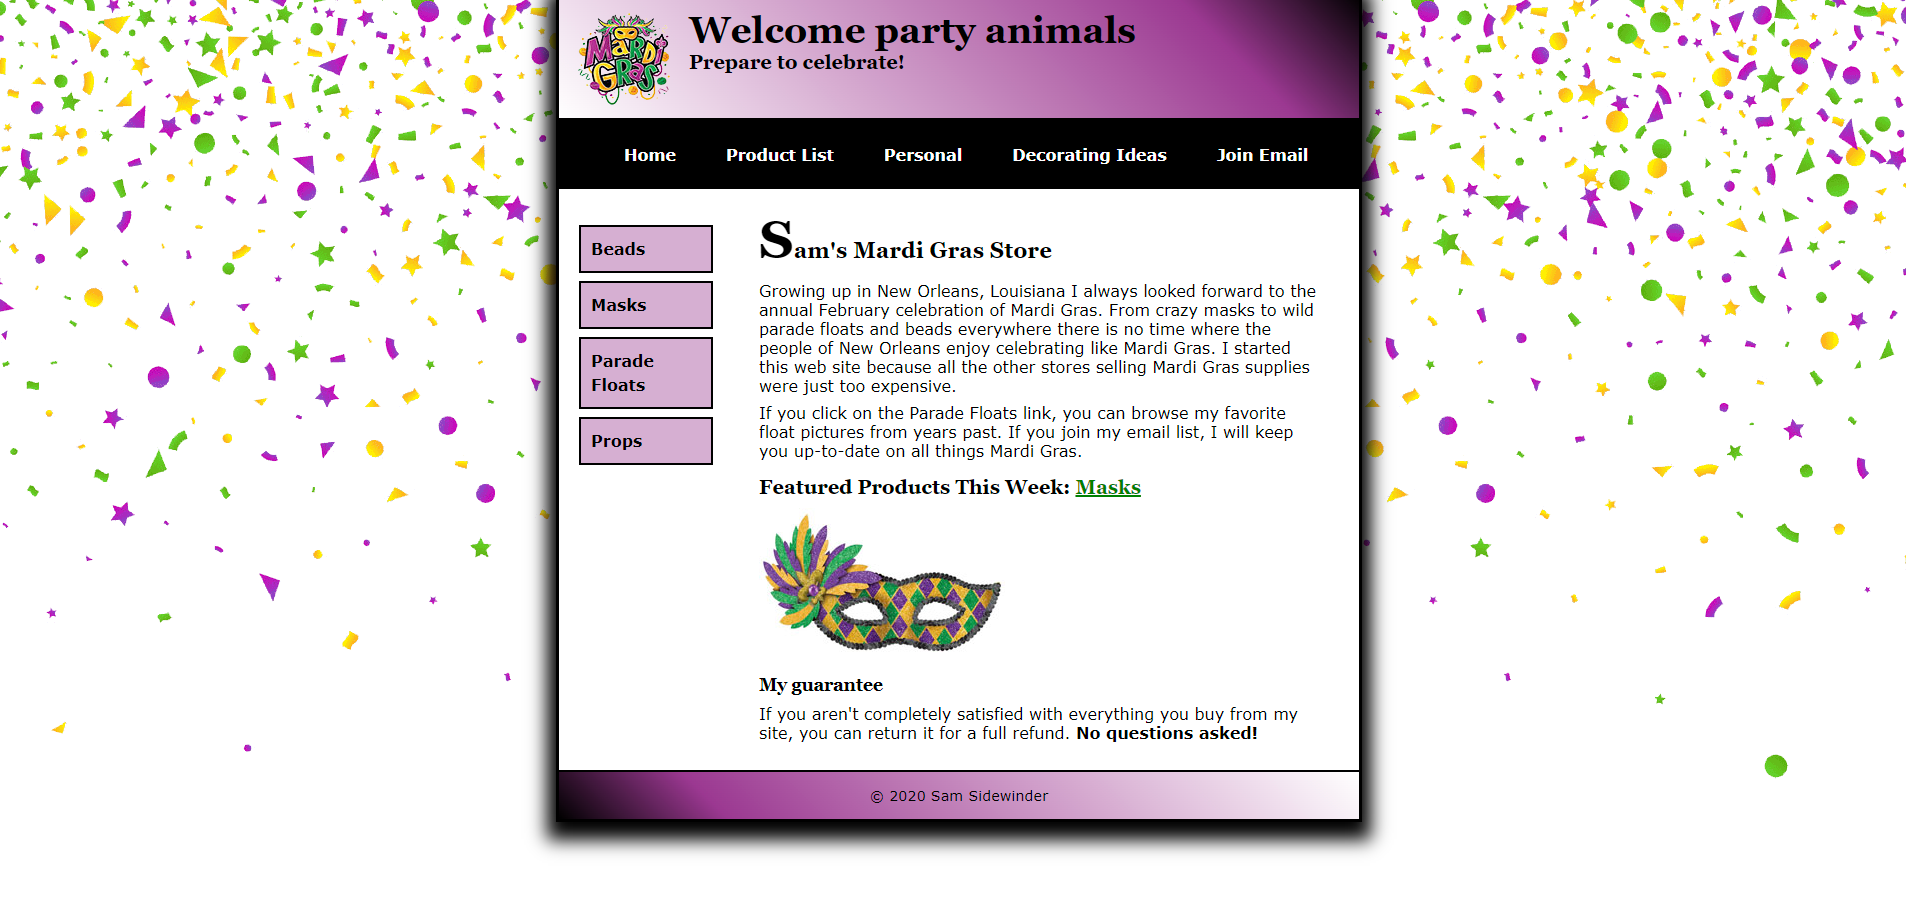 MARDI
GRAS
Welcome party animals
Prepare to celebrate!
Home Product List Personal Decorating Ideas Join Email
Beads
Masks
Parade
Floats
Props
Sam's Mardi Gras Store
Growing up in New Orleans, Louisiana I always looked forward to the
annual February celebration of Mardi Gras. From crazy masks to wild
parade floats and beads everywhere there is no time where the
people of New Orleans enjoy celebrating like Mardi Gras. I started
this web site because all the other stores selling Mardi Gras supplies
were just too expensive.
If you click on the Parade Floats link, you can browse my favorite
float pictures from years past. If you join my email list, I will keep
you up-to-date on all things Mardi Gras.
Featured Products This Week: Masks
My guarantee
If you aren't completely satisfied with everything you buy from my
site, you can return it for a full refund. No questions asked!
© 2020 Sam Sidewinder